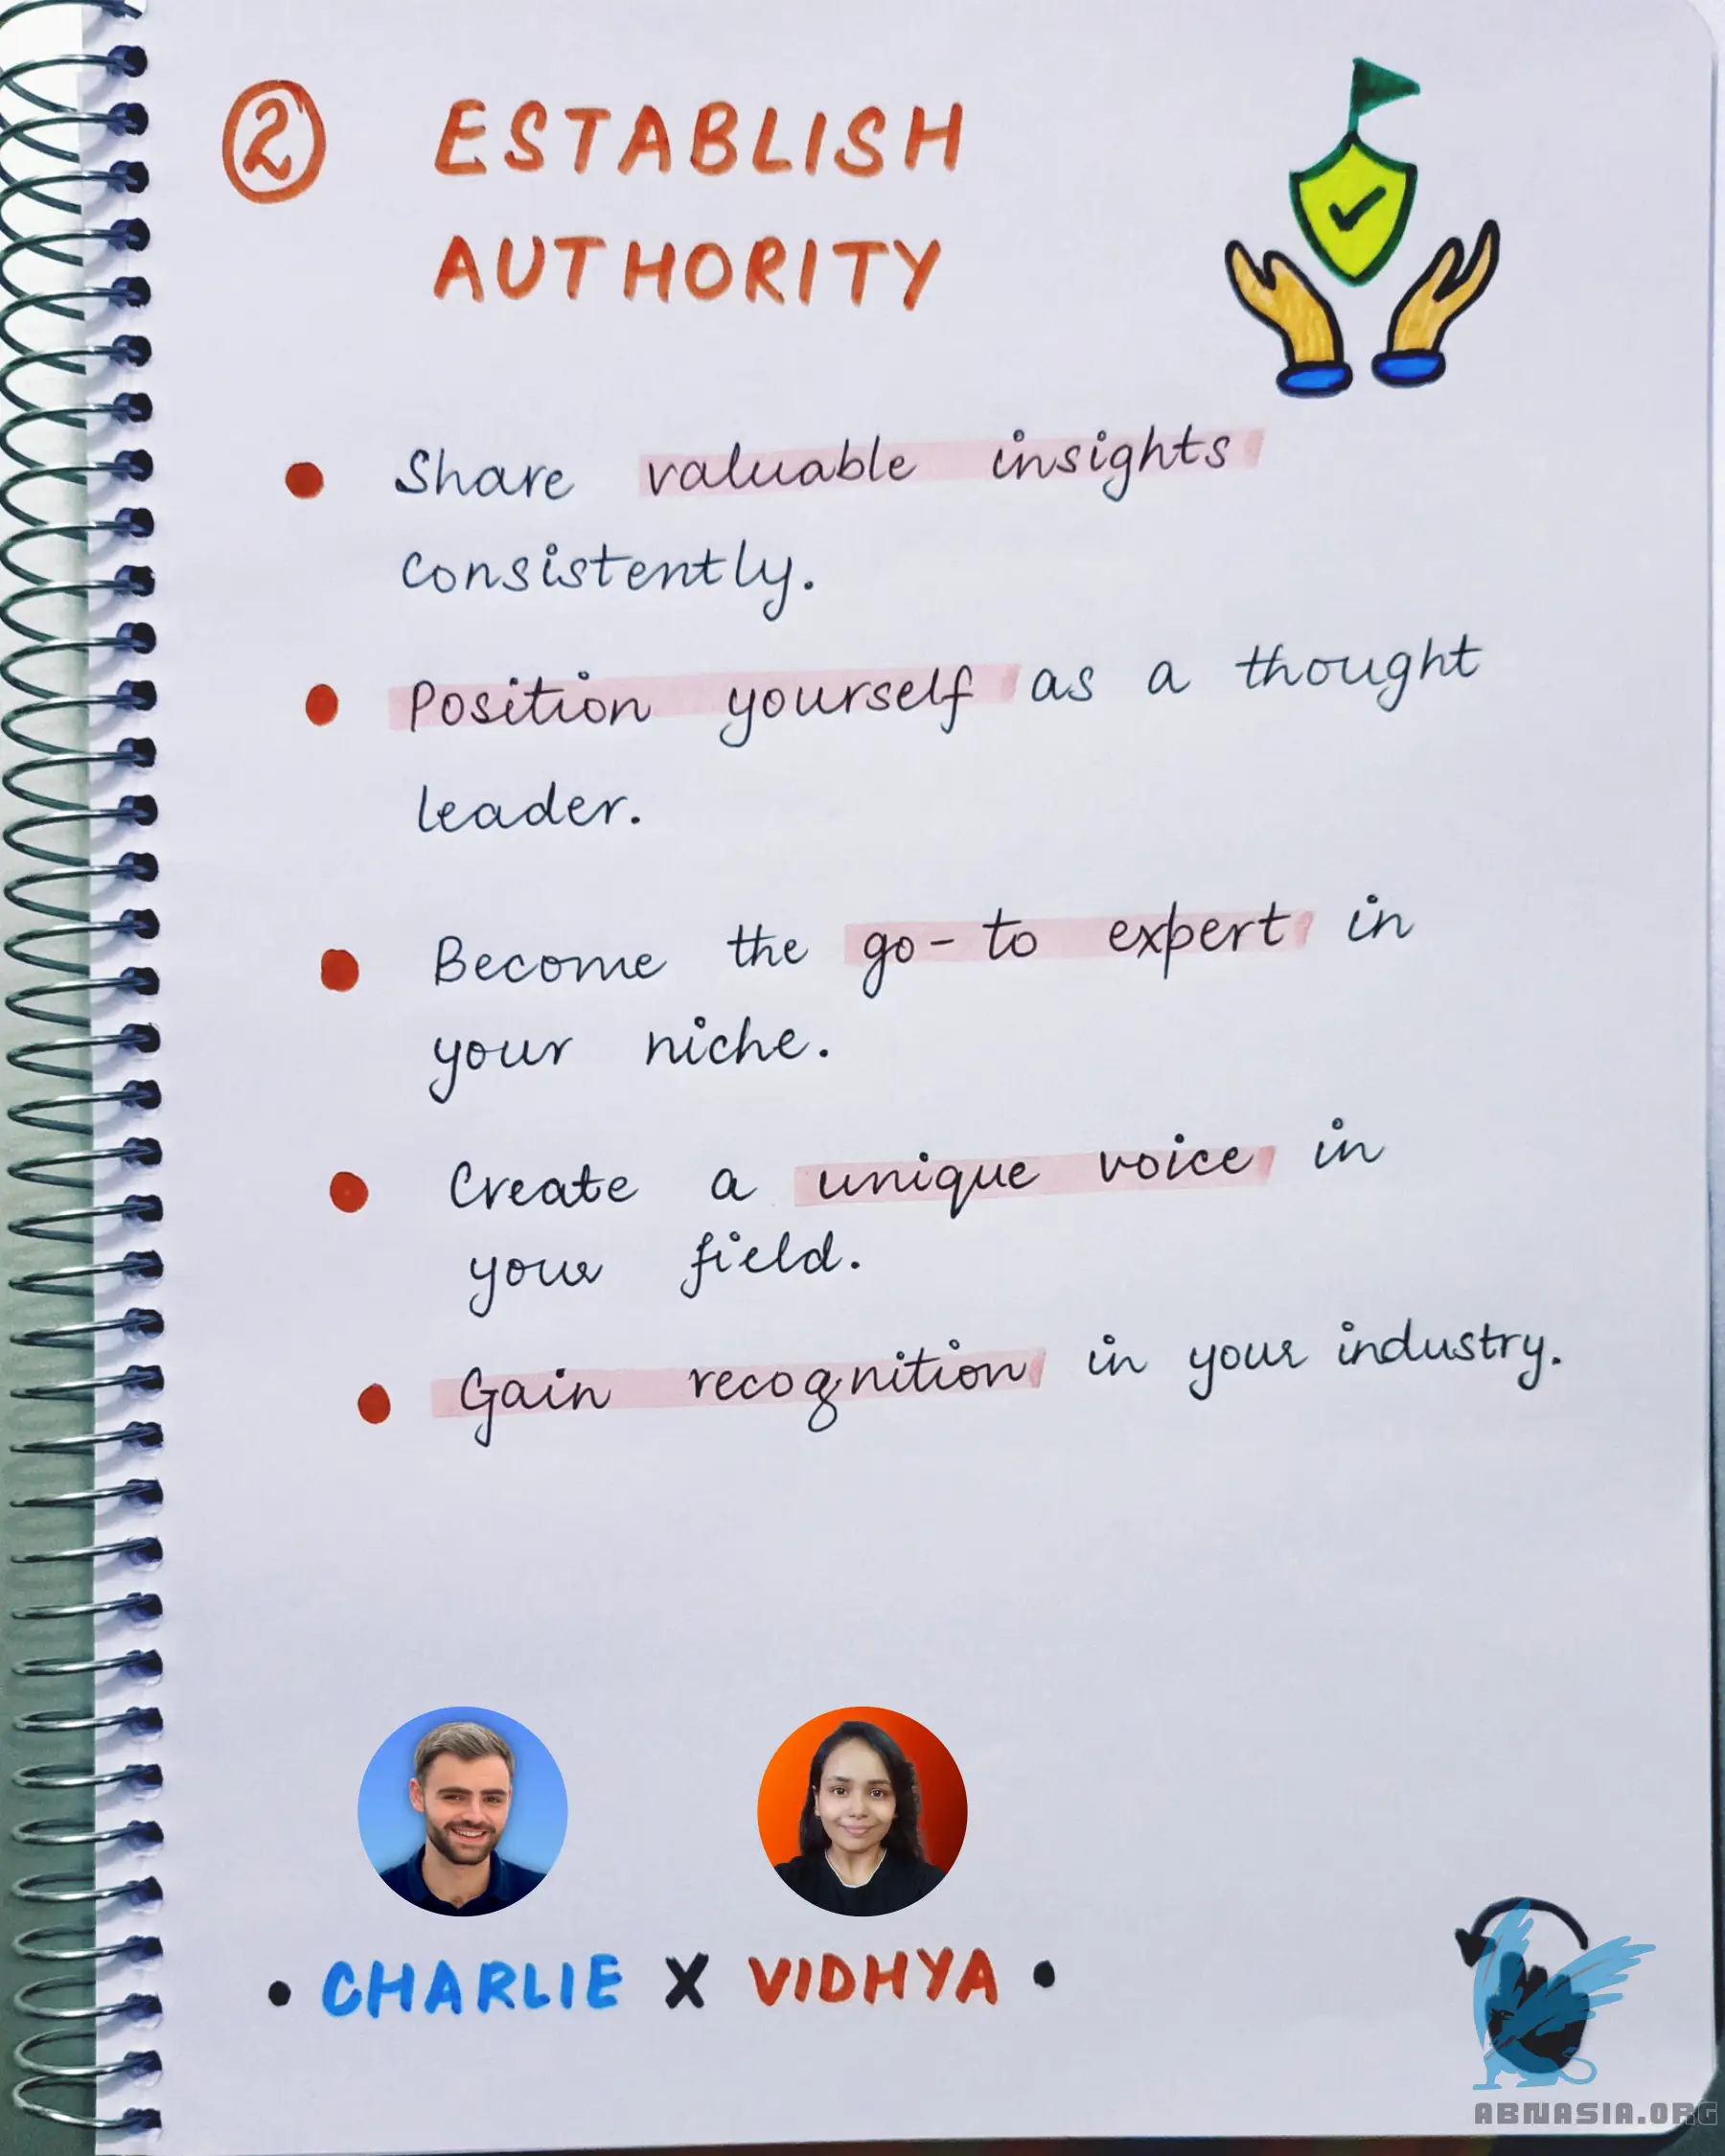 2 ESTABLISH
AUTHORITY
• Share valuable insights
consistently.
• Position yourself as a thought
leader.
• Become the go-to expert in
your niche.
• Create a unique voice in
your field.
• Gain recognition in your industry.
• CHARLIE X VIDHYA •
ABNASIA.ORG